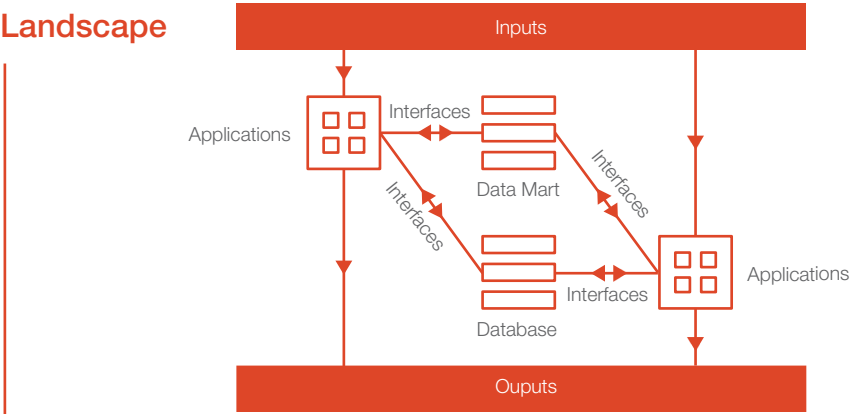 Landscape
Inputs
Interfaces
Applications
Data Mart
Interfaces
Interfaces
Applications
Interfaces
Database
Ouputs